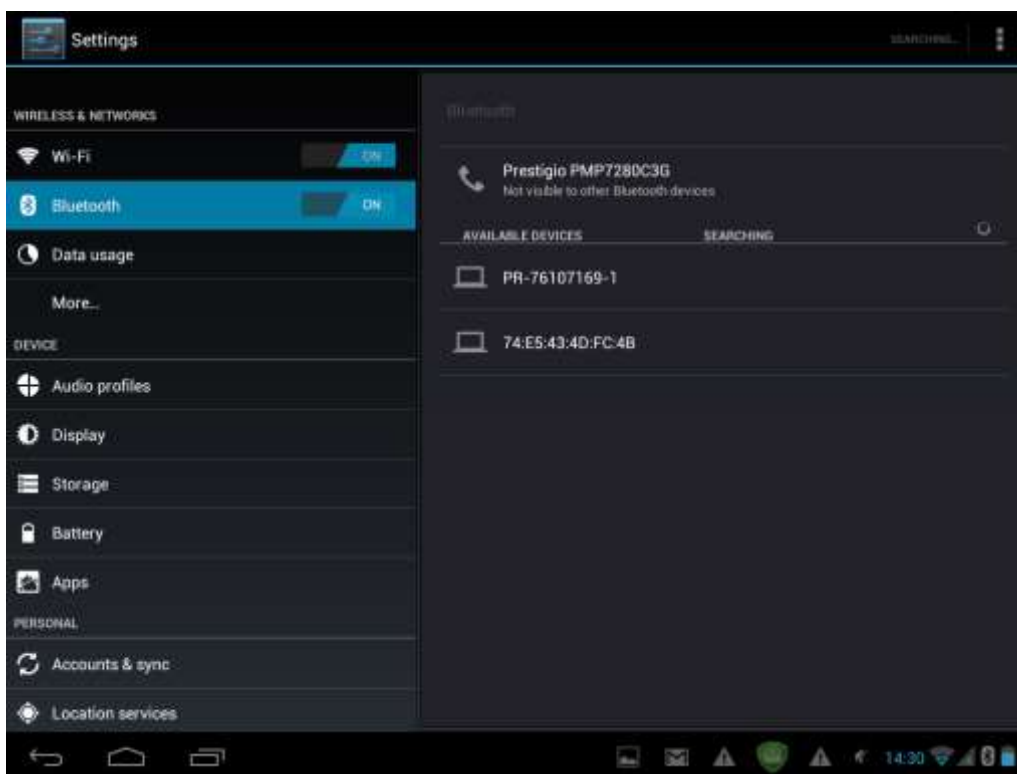 Settings
SEARCHING...
WIRELESS & NETWORKS
Wi-Fi ON
Bluetooth ON
Data usage
More...
DEVICE
Audio profiles
Display
Storage
Battery
Apps
PERSONAL
Accounts & sync
Location services
Bluetooth
Prestigio PMP7280C3G
Not visible to other Bluetooth devices
AVAILABLE DEVICES SEARCHING
PR-76107169-1
74:E5:43:4D:FC:4B
14:30